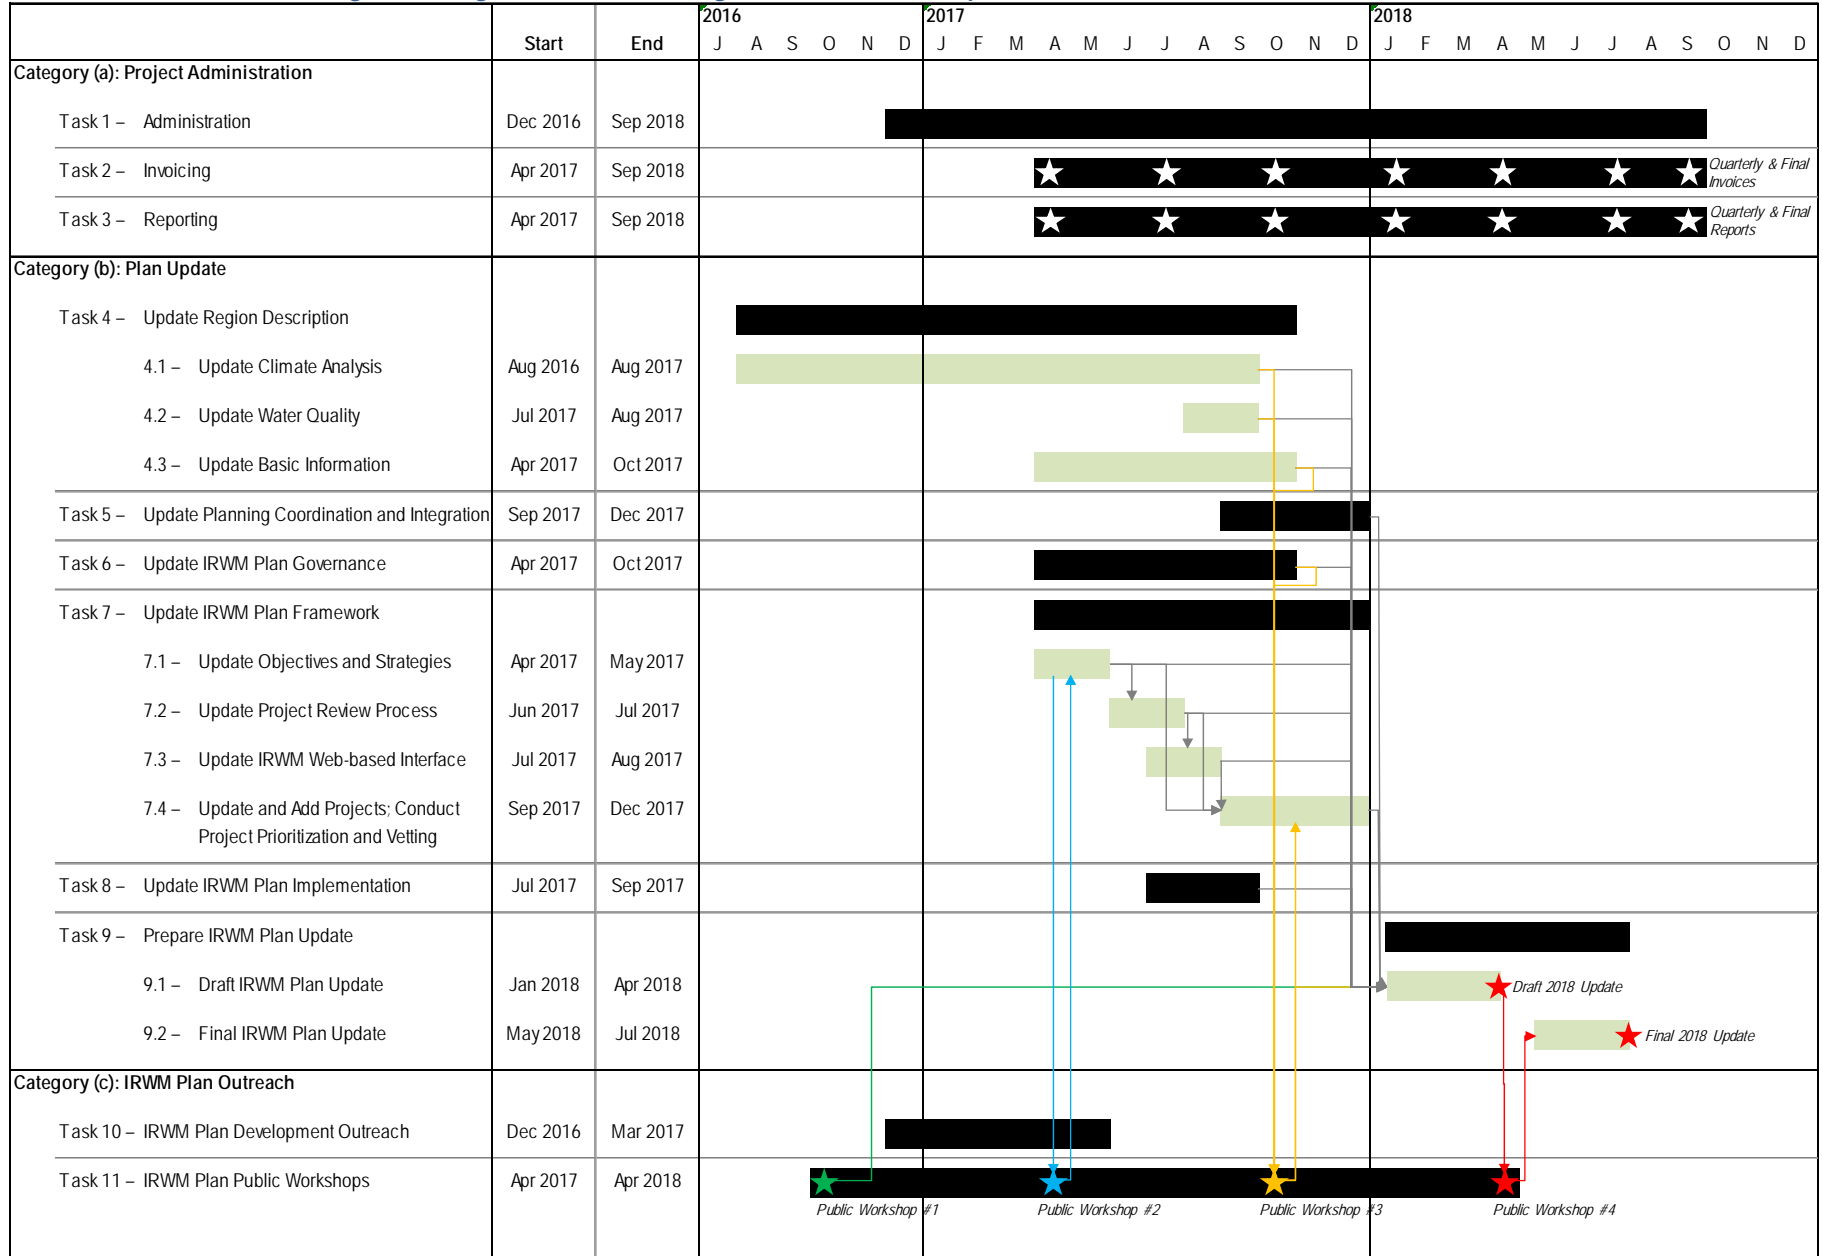 2016 2017 2018
Start End J A S O N D J F M A M J J A S O N D J F M A M J J A S O N D
Category (a): Project Administration
Task 1 – Administration Dec 2016 Sep 2018
Task 2 – Invoicing Apr 2017 Sep 2018 Quarterly & Final
Invoices
Task 3 – Reporting Apr 2017 Sep 2018 Quarterly & Final
Reports
Category (b): Plan Update
Task 4 – Update Region Description
4.1 – Update Climate Analysis Aug 2016 Aug 2017
4.2 – Update Water Quality Jul 2017 Aug 2017
4.3 – Update Basic Information Apr 2017 Oct 2017
Task 5 – Update Planning Coordination and Integration Sep 2017 Dec 2017
Task 6 – Update IRWM Plan Governance Apr 2017 Oct 2017
Task 7 – Update IRWM Plan Framework
7.1 – Update Objectives and Strategies Apr 2017 May 2017
7.2 – Update Project Review Process Jun 2017 Jul 2017
7.3 – Update IRWM Web-based Interface Jul 2017 Aug 2017
7.4 – Update and Add Projects; Conduct Sep 2017 Dec 2017
Project Prioritization and Vetting
Task 8 – Update IRWM Plan Implementation Jul 2017 Sep 2017
Task 9 – Prepare IRWM Plan Update
9.1 – Draft IRWM Plan Update Jan 2018 Apr 2018 Draft 2018 Update
9.2 – Final IRWM Plan Update May 2018 Jul 2018 Final 2018 Update
Category (c): IRWM Plan Outreach
Task 10 – IRWM Plan Development Outreach Dec 2016 Mar 2017
Task 11 – IRWM Plan Public Workshops Apr 2017 Apr 2018
Public Workshop #1 Public Workshop #2 Public Workshop #3 Public Workshop #4